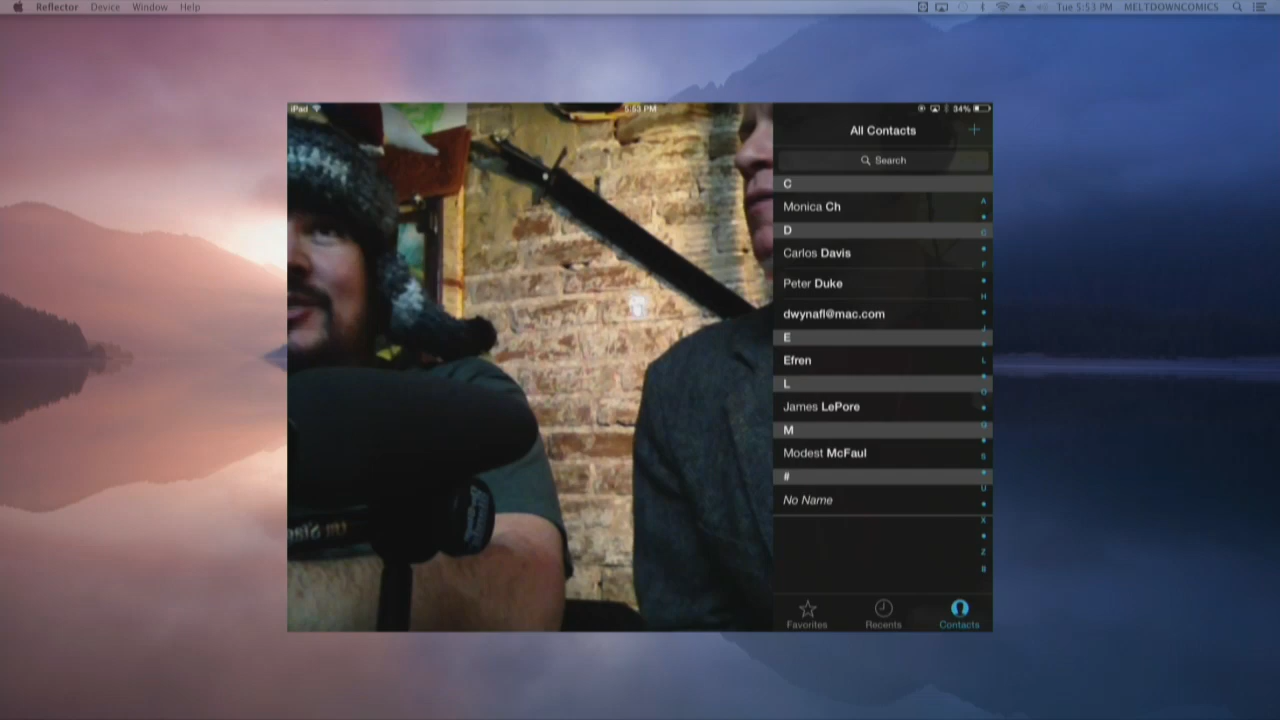 Reflector Device Window Help Tue 5:53 PM MELTDOWNCOMICS
iPad 5:53 PM 34%
All Contacts +
Search
C
Monica Ch
D
Carlos Davis
Peter Duke
dwynafl@mac.com
E
Efren
L
James LePore
M
Modest McFaul
#
No Name
A
C
F
H
J
L
O
Q
S
U
X
Z
#
Favorites Recents Contacts